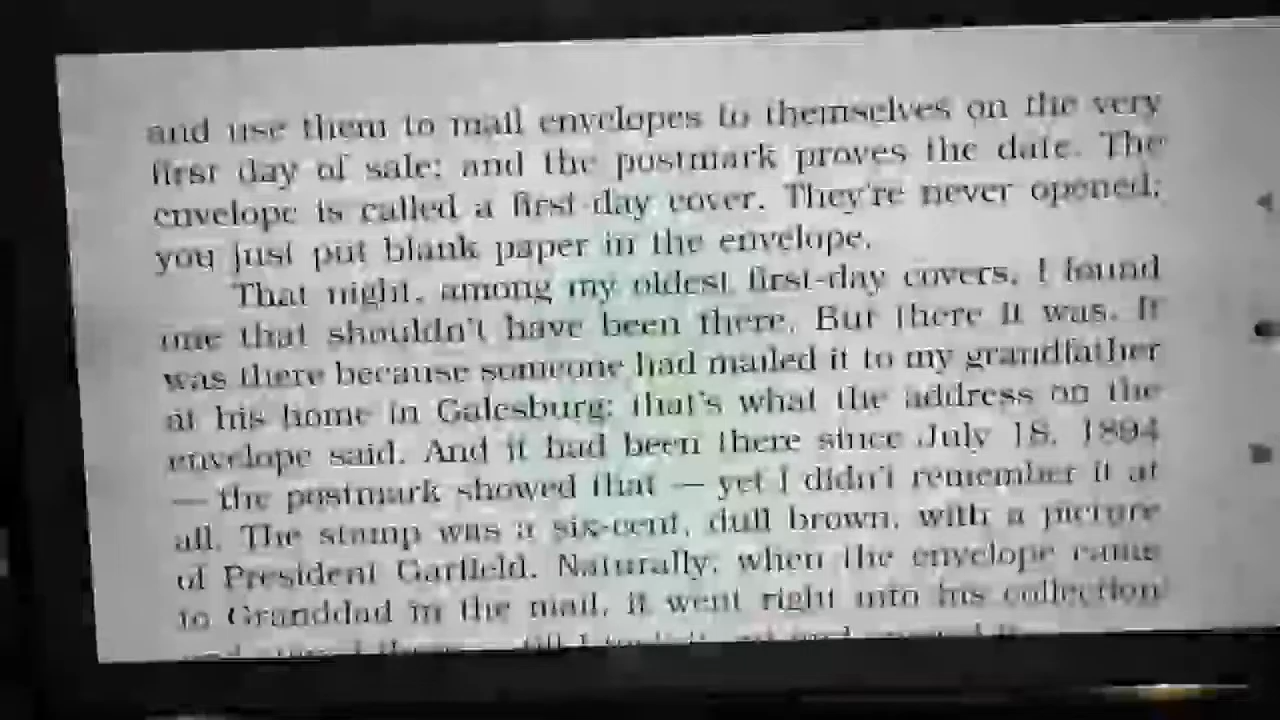 and use them to mail envelopes to themselves on the very
first day of sale; and the postmark proves the date. The
envelope is called a first-day cover. They're never opened;
you just put blank paper in the envelope.
That night, among my oldest first-day covers, I found
one that shouldn't have been there. But there it was. It
was there because someone had mailed it to my grandfather
at his home in Galesburg; that's what the address on the
envelope said. And it had been there since July 18, 1894
— the postmark showed that — yet I didn't remember it at
all. The stamp was a six-cent, dull brown, with a picture
of President Garfield. Naturally, when the envelope came
to Granddad in the mail, it went right into his collection